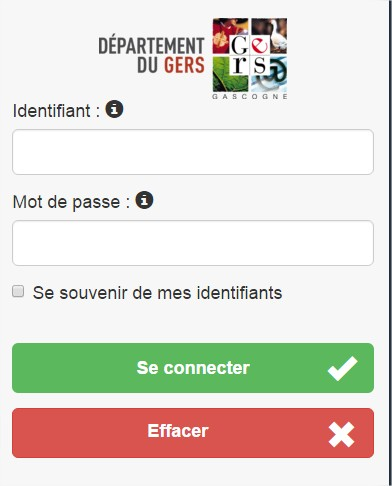 DÉPARTEMENT
DU GERS
Gers
GASCOGNE
Identifiant :
Mot de passe :
Se souvenir de mes identifiants
Se connecter
Effacer